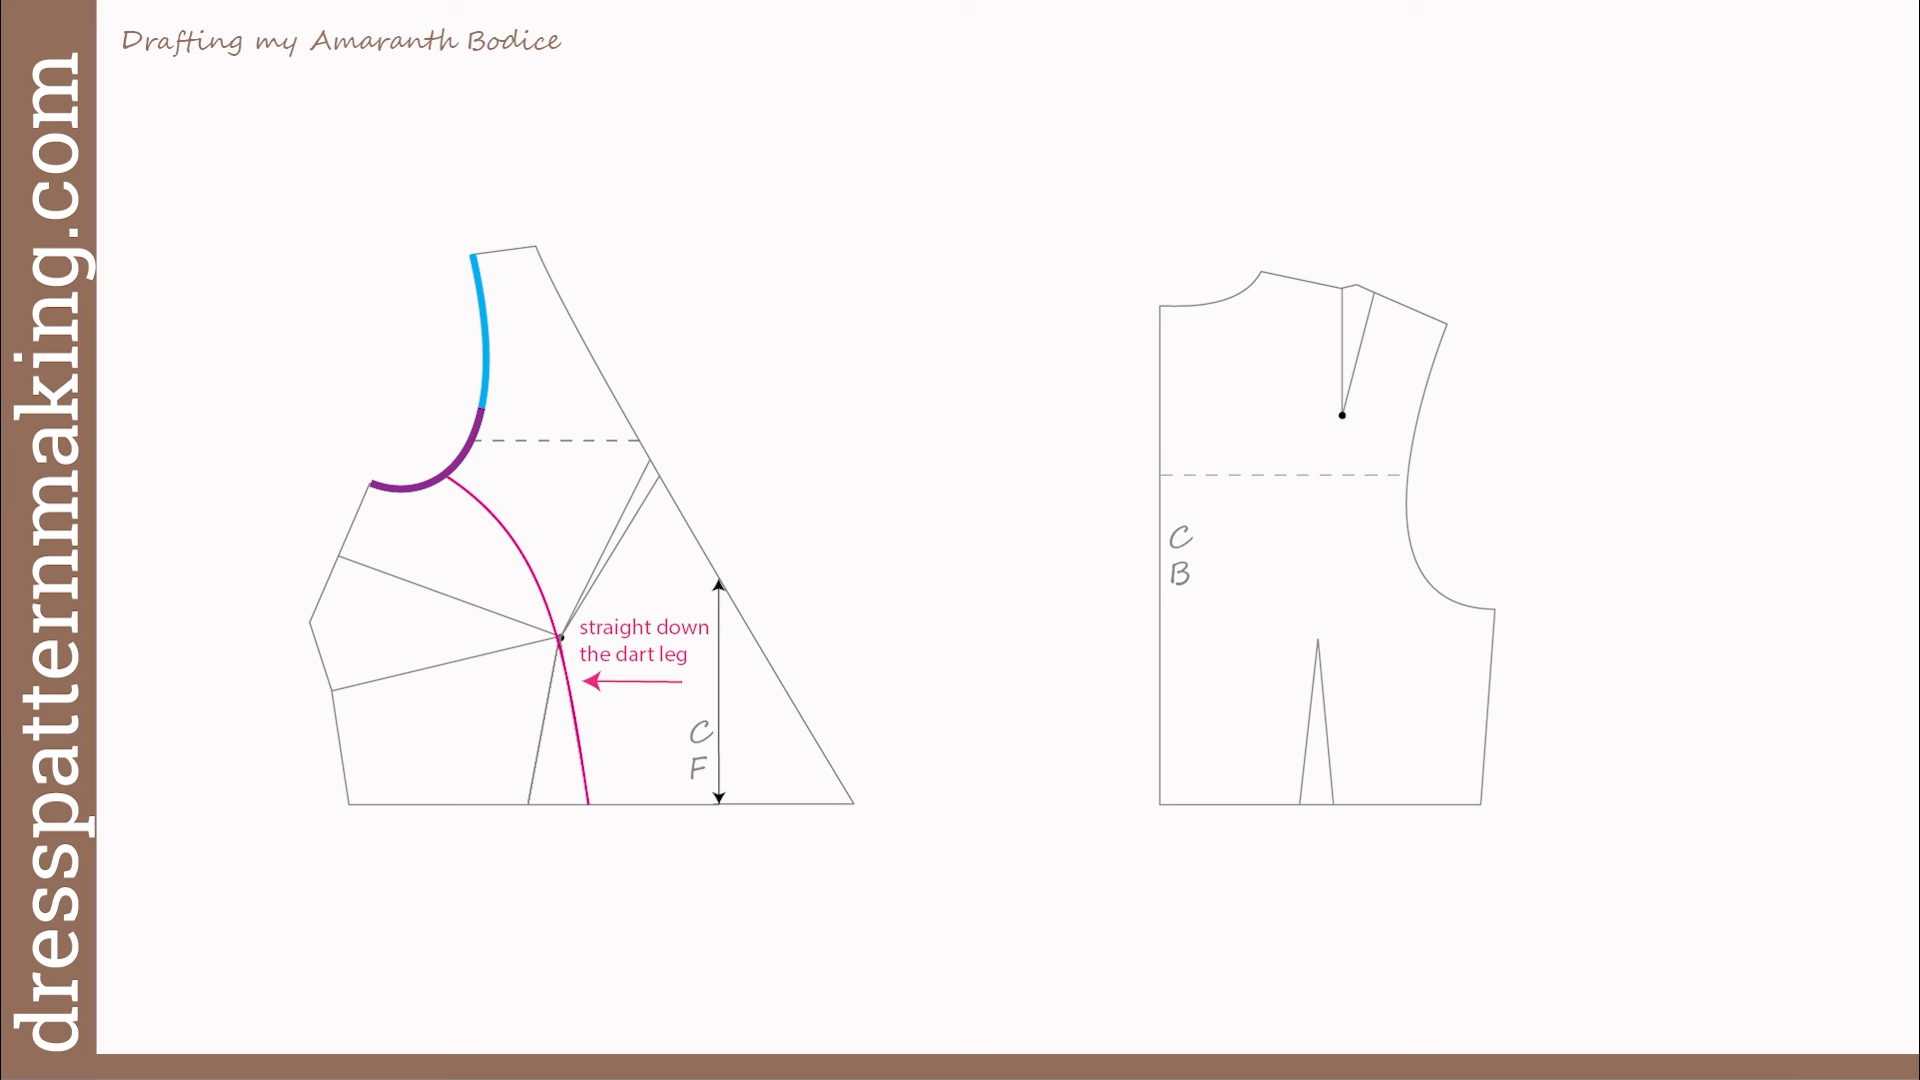 Drafting my Amaranth Bodice
dresspatternmaking.com
straight down
the dart leg
C
F
C
B